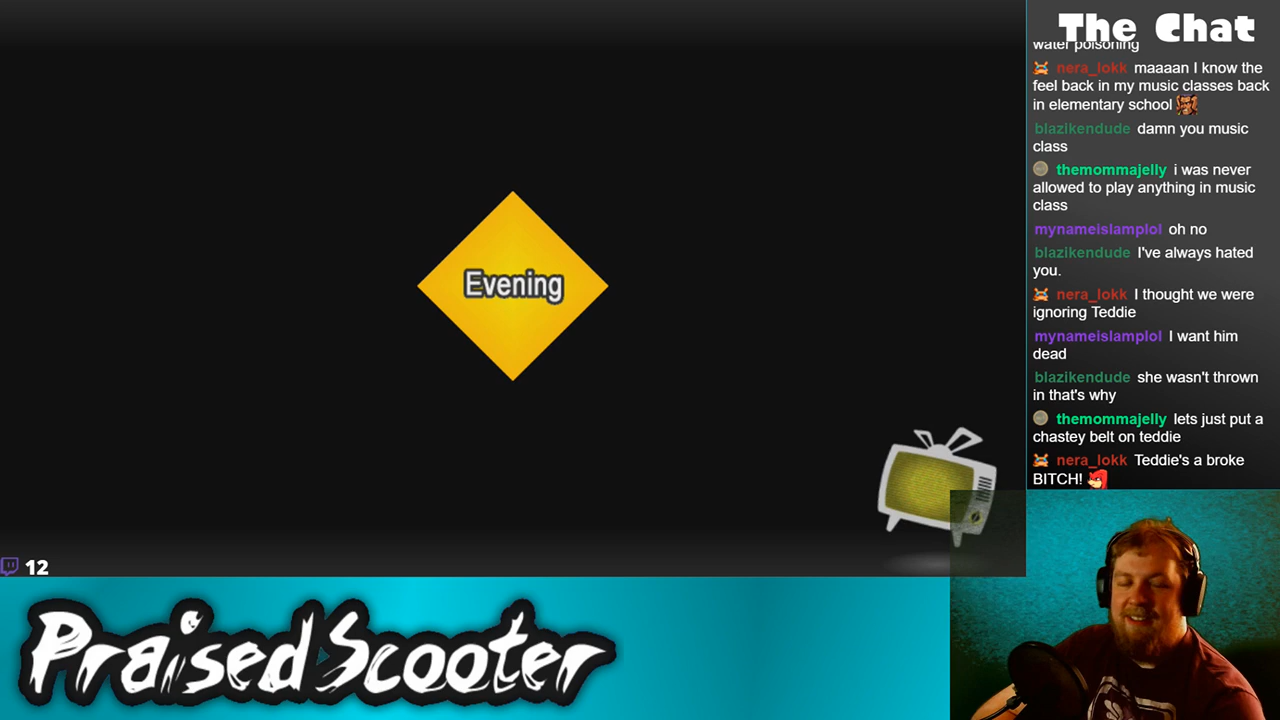 The Chat
water poisoning
nera_lokk maaaan I know the
feel back in my music classes back
in elementary school
blazikendude damn you music
class
themommajelly i was never
allowed to play anything in music
class
mynameislamplol oh no
blazikendude I've always hated
you.
nera_lokk I thought we were
ignoring Teddie
mynameislamplol I want him
dead
blazikendude she wasn't thrown
in that's why
themommajelly lets just put a
chastey belt on teddie
nera_lokk Teddie's a broke
BITCH!
Evening
12
PraisedScooter